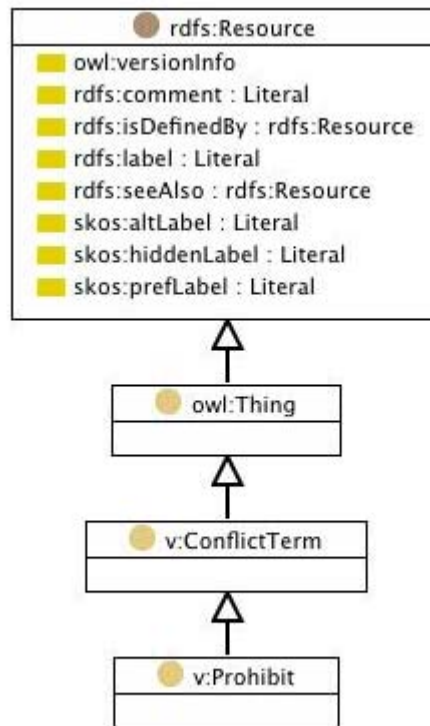 rdfs:Resource
owl:versionInfo
rdfs:comment : Literal
rdfs:isDefinedBy : rdfs:Resource
rdfs:label : Literal
rdfs:seeAlso : rdfs:Resource
skos:altLabel : Literal
skos:hiddenLabel : Literal
skos:prefLabel : Literal
owl:Thing
v:ConflictTerm
v:Prohibit